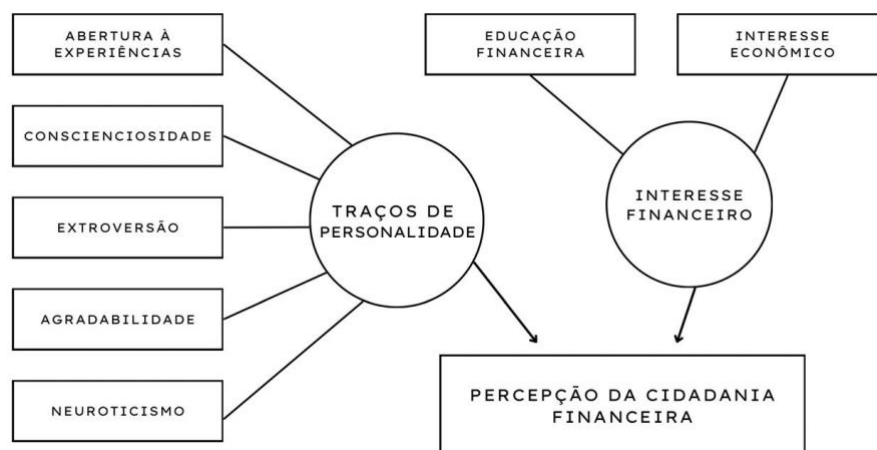 ABERTURA À
EXPERIÊNCIAS
CONSCIENCIOSIDADE
EXTROVERSÃO
AGRADABILIDADE
NEUROTICISMO
TRAÇOS DE
PERSONALIDADE
EDUCAÇÃO
FINANCEIRA
INTERESSE
ECONÔMICO
INTERESSE
FINANCEIRO
PERCEPÇÃO DA CIDADANIA
FINANCEIRA